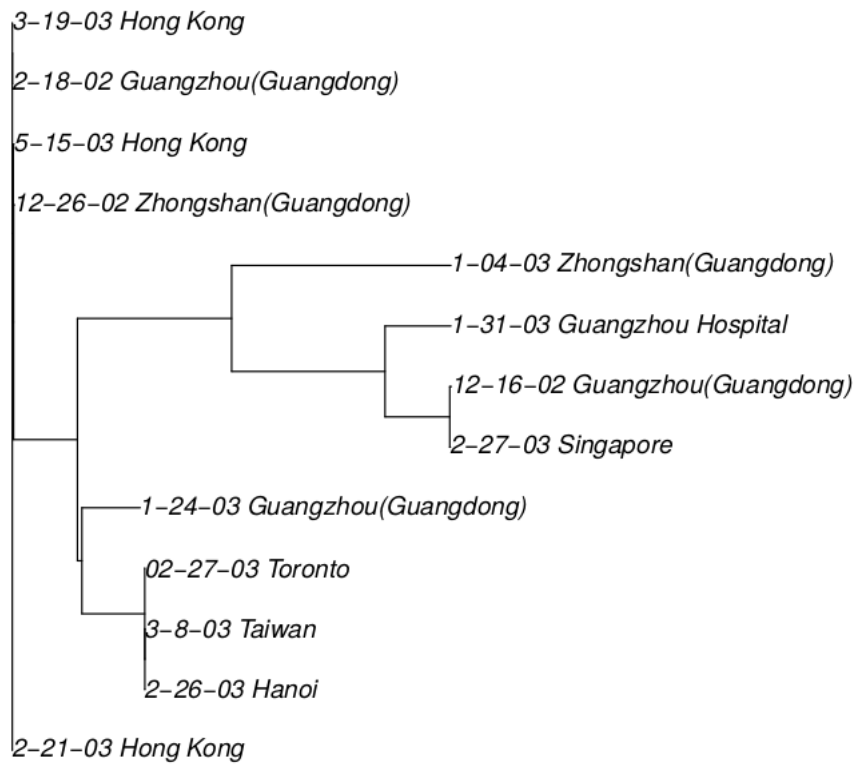 3-19-03 Hong Kong
2-18-02 Guangzhou(Guangdong)
5-15-03 Hong Kong
12-26-02 Zhongshan(Guangdong)
1-04-03 Zhongshan(Guangdong)
1-31-03 Guangzhou Hospital
12-16-02 Guangzhou(Guangdong)
2-27-03 Singapore
1-24-03 Guangzhou(Guangdong)
02-27-03 Toronto
3-8-03 Taiwan
2-26-03 Hanoi
2-21-03 Hong Kong